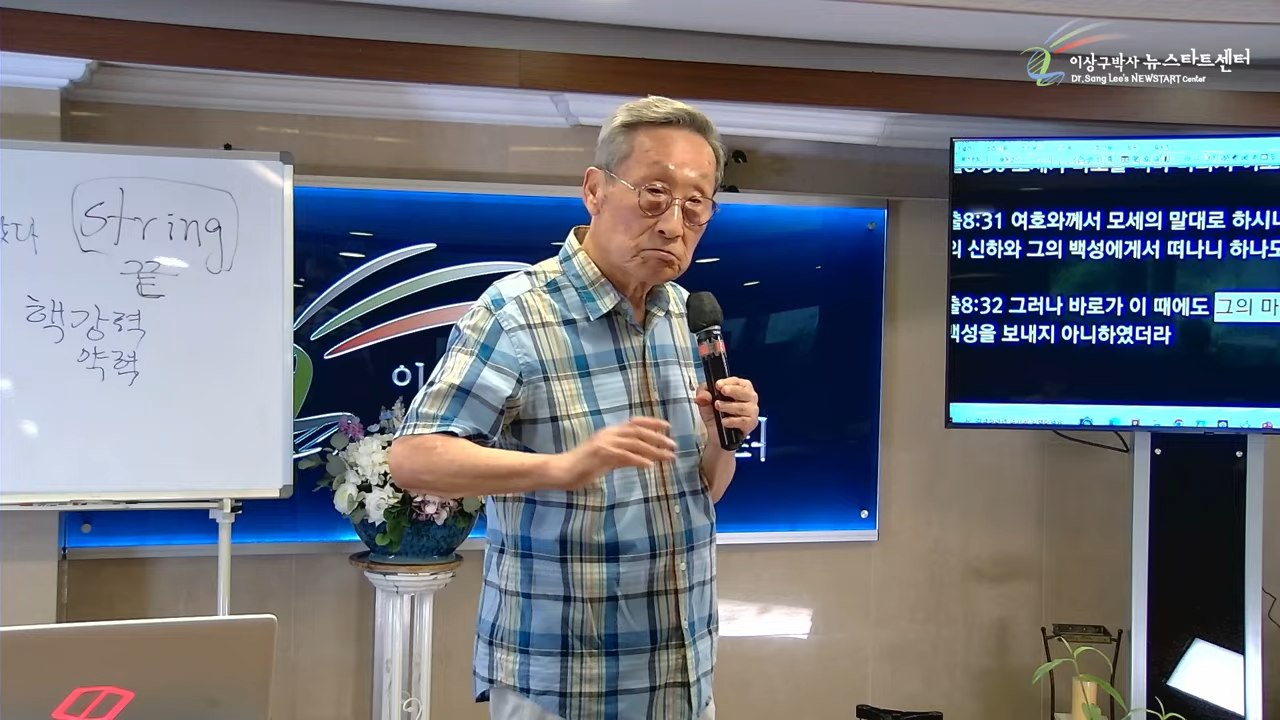 이상구박사 뉴스타트센터
Dr. Sang Lee's NEWSTART Center
string
끝
핵강력
약력
출8:31 여호와께서 모세의 말대로 하시니
의 신하와 그의 백성에게서 떠나니 하나도
출8:32 그러나 바로가 이 때에도 그의 마
백성을 보내지 아니하였더라